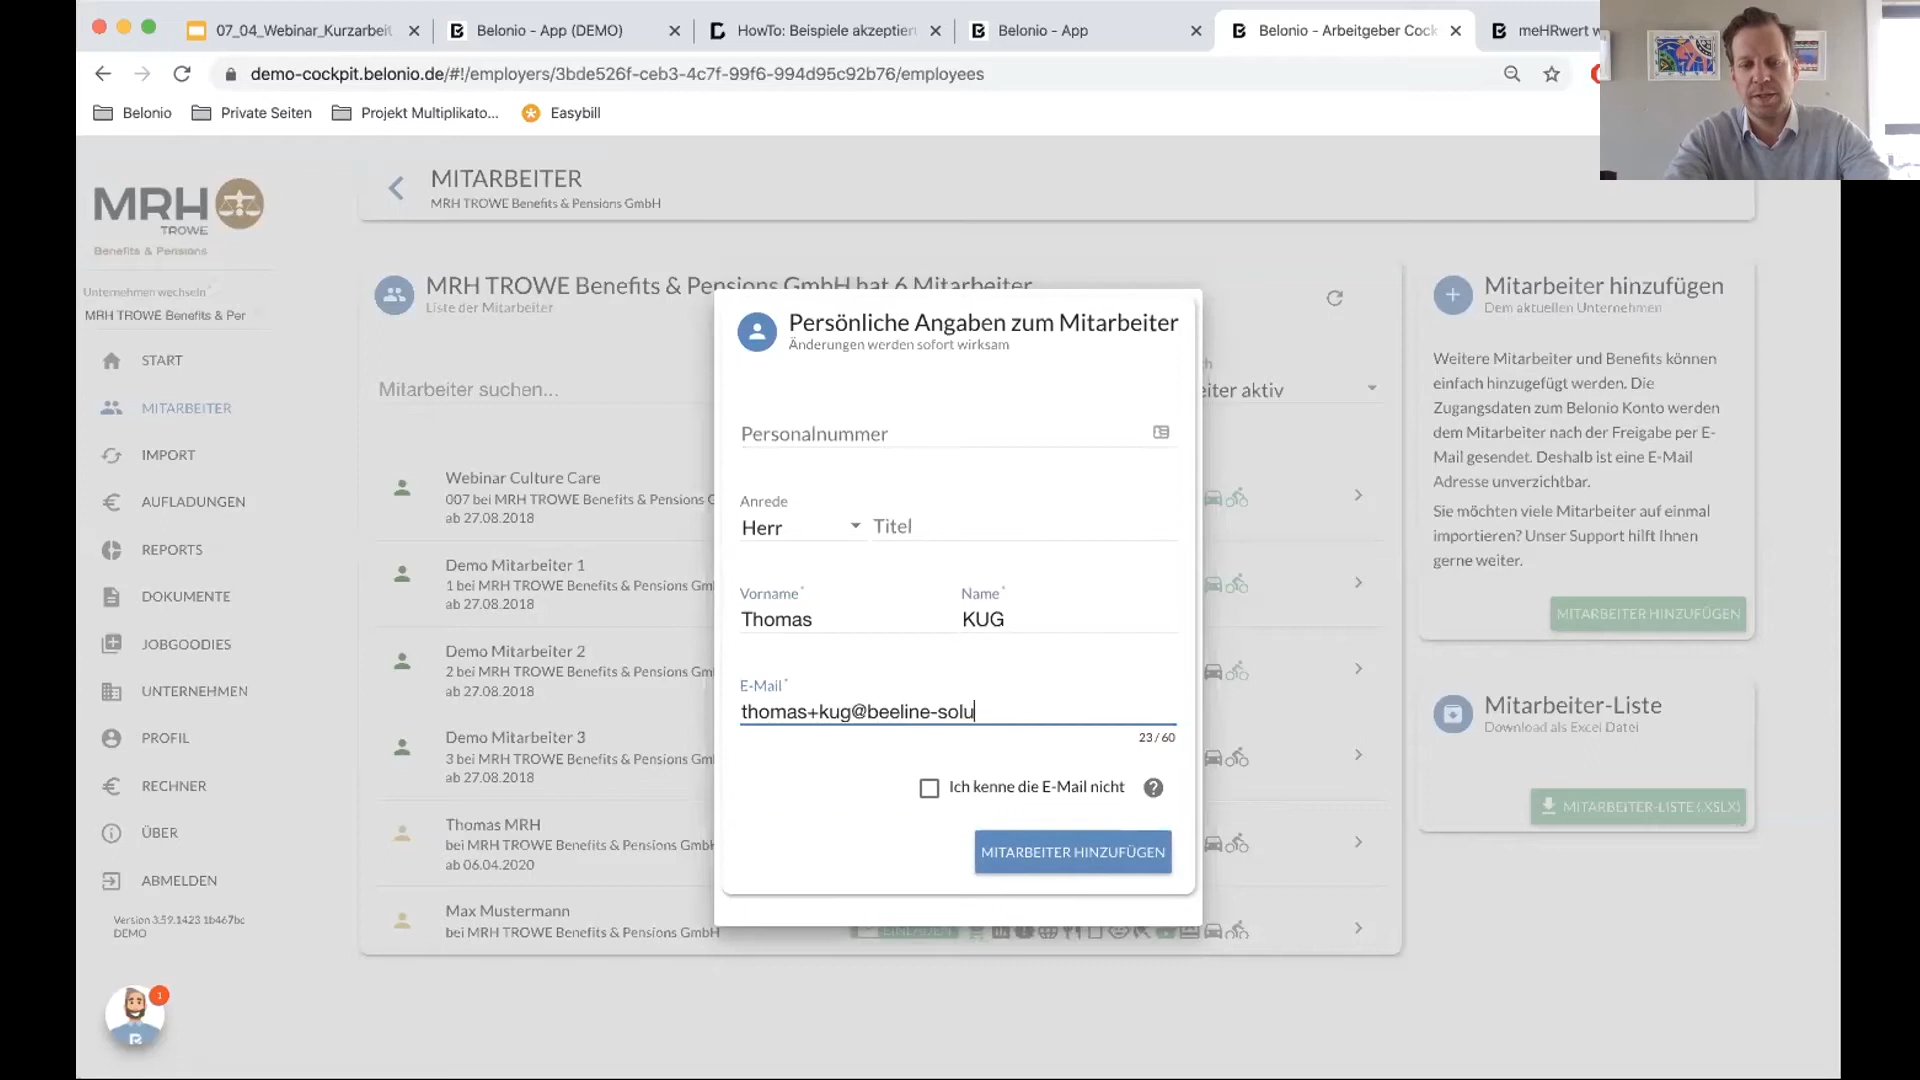 07_04_Webinar_Kurzarbeit
Belonio - App (DEMO)
HowTo: Beispiele akzeptier
Belonio - App
Belonio - Arbeitgeber Cock
meHRwert w
demo-cockpit.belonio.de/#!/employers/3bde526f-ceb3-4c7f-99f6-994d95c92b76/employees
Belonio
Private Seiten
Projekt Multiplikato...
Easybill
MRH
TROWE
Benefits & Pensions
Unternehmen wechseln*
MRH TROWE Benefits & Per
START
MITARBEITER
IMPORT
AUFLADUNGEN
REPORTS
DOKUMENTE
JOBGOODIES
UNTERNEHMEN
PROFIL
RECHNER
ÜBER
ABMELDEN
Version 3.59.1423 1b467bc
DEMO
1
MITARBEITER
MRH TROWE Benefits & Pensions GmbH
MRH TROWE Benefits & Pensions GmbH hat 6 Mitarbeiter
Liste der Mitarbeiter
Mitarbeiter suchen...
eiter aktiv
Webinar Culture Care
007 bei MRH TROWE Benefits & Pensions G
ab 27.08.2018
Demo Mitarbeiter 1
1 bei MRH TROWE Benefits & Pensions Gm
ab 27.08.2018
Demo Mitarbeiter 2
2 bei MRH TROWE Benefits & Pensions Gm
ab 27.08.2018
Demo Mitarbeiter 3
3 bei MRH TROWE Benefits & Pensions Gm
ab 27.08.2018
Thomas MRH
bei MRH TROWE Benefits & Pensions GmbH
ab 06.04.2020
Max Mustermann
bei MRH TROWE Benefits & Pensions GmbH
EINLADEN
Persönliche Angaben zum Mitarbeiter
Änderungen werden sofort wirksam
Personalnummer
Anrede
Herr
Titel
Vorname*
Name*
Thomas
KUG
E-Mail*
thomas+kug@beeline-solu
23 / 60
Ich kenne die E-Mail nicht
MITARBEITER HINZUFÜGEN
Mitarbeiter hinzufügen
Dem aktuellen Unternehmen
Weitere Mitarbeiter und Benefits können
einfach hinzugefügt werden. Die
Zugangsdaten zum Belonio Konto werden
dem Mitarbeiter nach der Freigabe per E-
Mail gesendet. Deshalb ist eine E-Mail
Adresse unverzichtbar.
Sie möchten viele Mitarbeiter auf einmal
importieren? Unser Support hilft Ihnen
gerne weiter.
MITARBEITER HINZUFÜGEN
Mitarbeiter-Liste
Download als Excel Datei
MITARBEITER-LISTE (.XSLX)